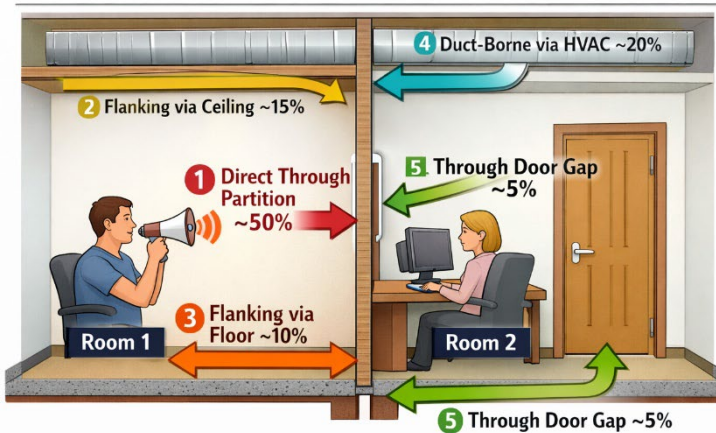 4 Duct-Borne via HVAC ~20%
2 Flanking via Ceiling ~15%
1 Direct Through
Partition
~50%
5. Through Door Gap
~5%
3 Flanking via
Floor ~10%
Room 1
Room 2
5 Through Door Gap ~5%